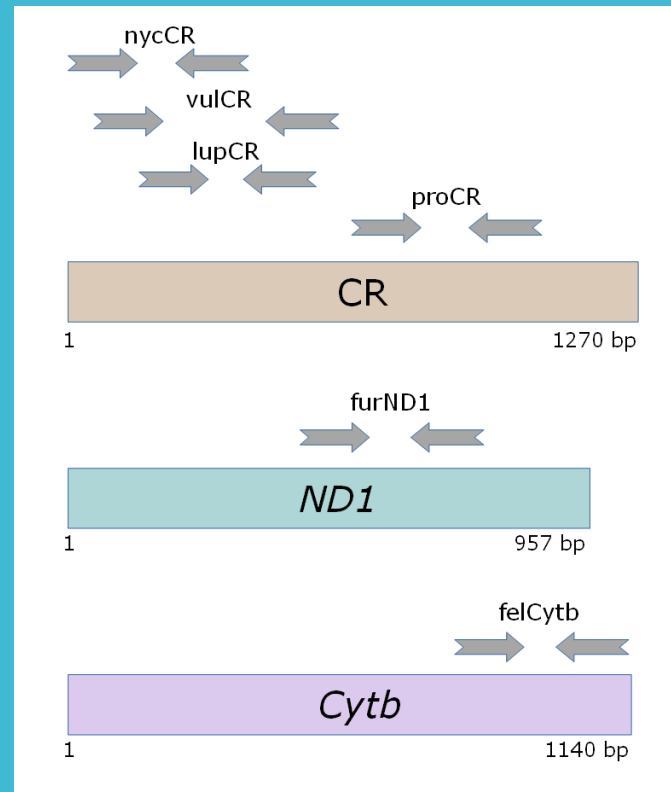 nycCR
vulCR
lupCR
proCR
CR
1 1270 bp
furND1
ND1
1 957 bp
felCytb
Cytb
1 1140 bp